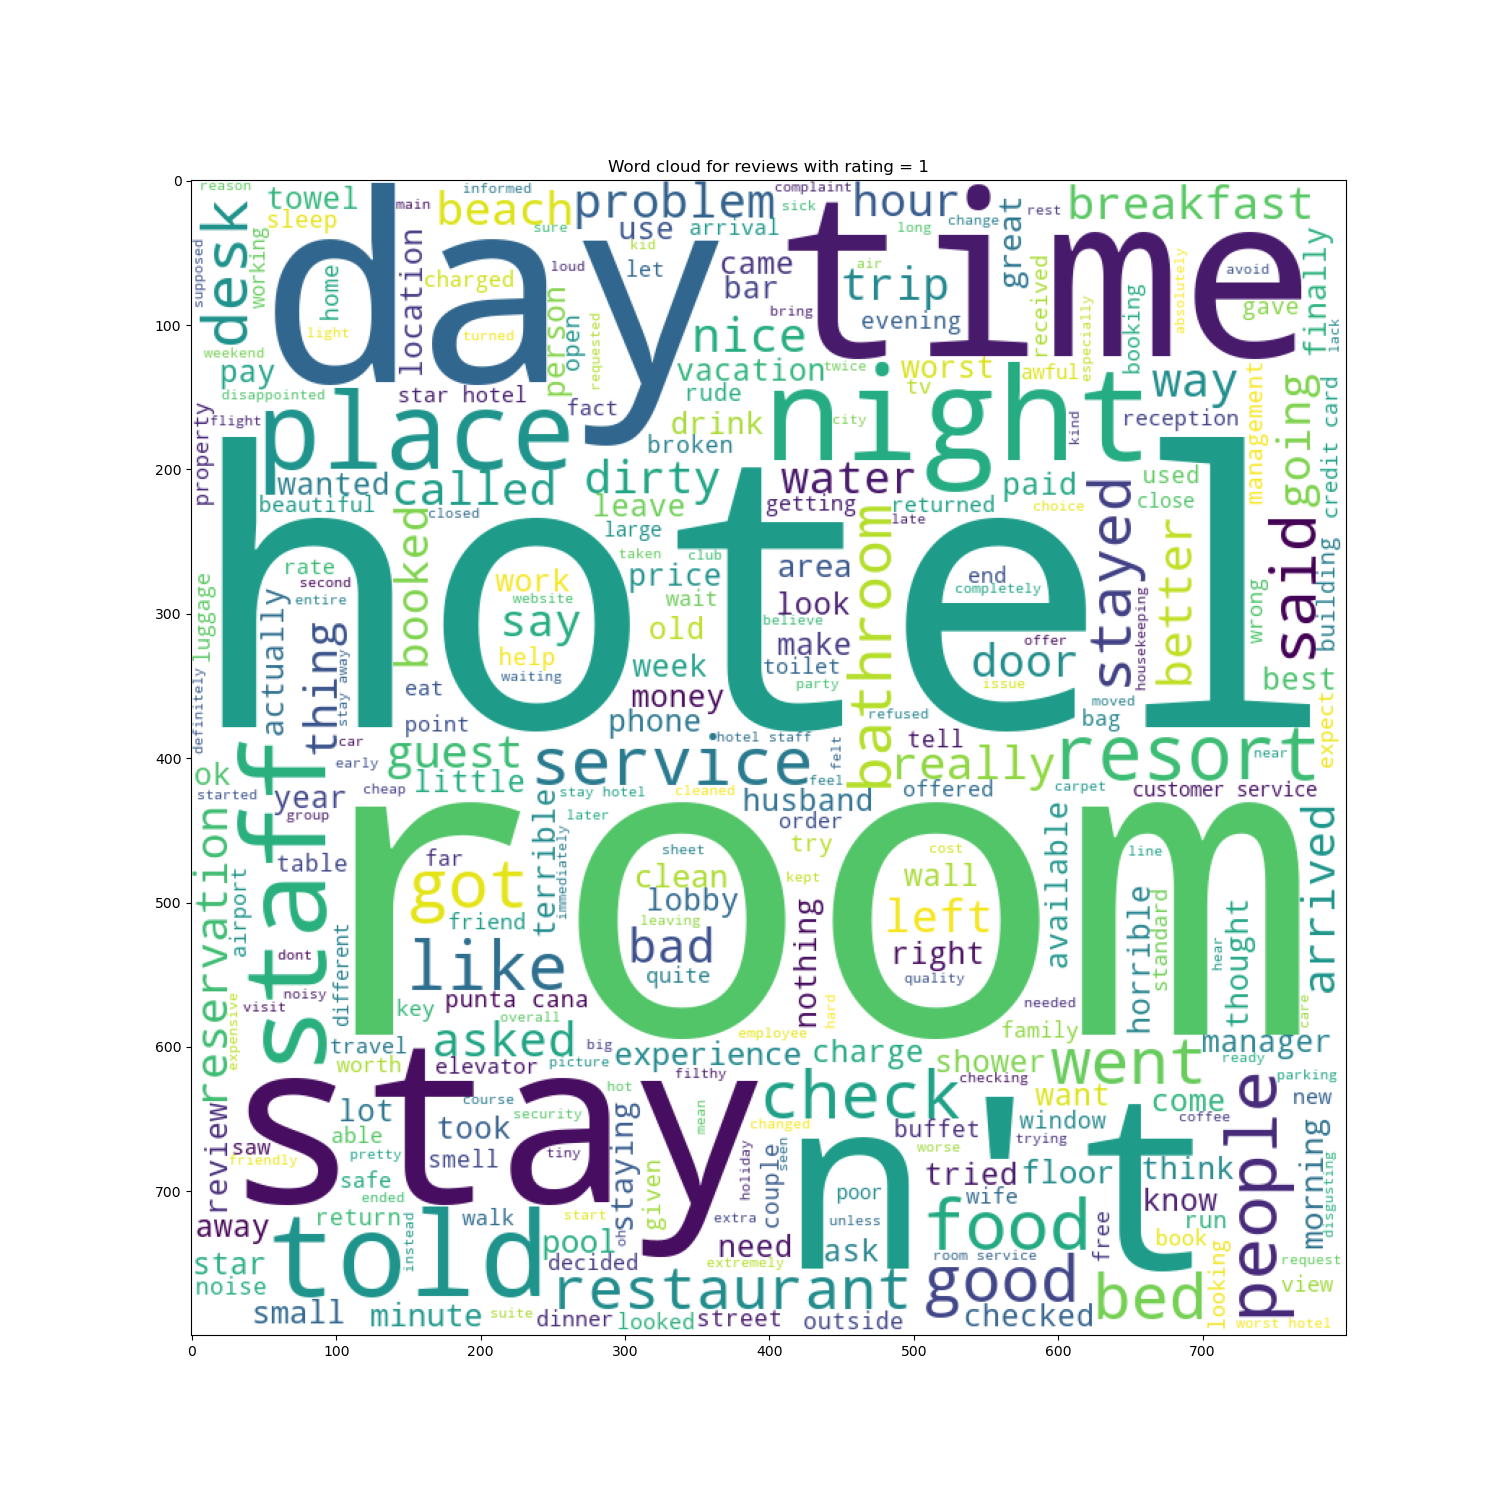 Word cloud for reviews with rating = 1
0
100
200
300
400
500
600
700
reason
towel
informed
problem
complaint
hour
breakfast
sleep
main
beach
sick
change
rest
desk
day
sure
use
arrival
time
long
great
supposed
working
home
location
charged
loud
kid
let
came
bar
air
trip
received
absolutely
avoid
gave
finally
light
turned
person
open
requested
bring
evening
nice
especially
booking
lack
weekend
pay
vacation
twice
worst
tv
awful
way
disappointed
star hotel
rude
fact
drink
city
night
kind
reception
management
going
credit card
property
flight
place
broken
wanted
called
dirty
water
paid
used
beautiful
closed
leave
getting
returned
choice
close
late
large
hotel
stayed
said
booked
taken
club
rate
second
entire
work
website
say
price
area
end
completely
bathroom
better
building
luggage
actually
thing
wait
look
believe
old
help
waiting
make
offer
door
issue
housekeeping
wrong
week
toilet
party
best
definitely
stay away
eat
money
moved
bag
expect
point
phone
refused
hotel staff
tell
car
felt
near
early
guest
service
really
resort
ok
little
feel
started
cheap
stay hotel
cleaned
husband
offered
carpet
customer service
year
group
later
order
staff
room
reservation
table
far
terrible
immediately
sheet
try
cost
line
available
arrived
airport
got
clean
kept
wall
lobby
friend
leaving
nothing
left
horrible
standard
thought
hear
dont
like
bad
right
different
quite
quality
noisy
visit
punta cana
needed
expensive
key
overall
hard
care
asked
employee
family
travel
big
experience
charge
shower
went
manager
worth
elevator
picture
filthy
checking
ready
parking
hot
check
want
come
new
review
stay
course
lot
security
mean
changed
window
coffee
people
morning
able
took
staying
buffet
trying
n't
saw
pretty
friendly
smell
tiny
couple
seen
worse
holiday
tried
floor
think
disgusting
safe
given
poor
wife
know
ended
away
return
instead
walk
start
oh
extra
unless
food
free
run
told
pool
need
ask
book
star
decided
extremely
room service
looking
request
noise
restaurant
good
bed
view
small
minute
suite
dinner
looked
street
outside
checked
worst hotel
0
100
200
300
400
500
600
700